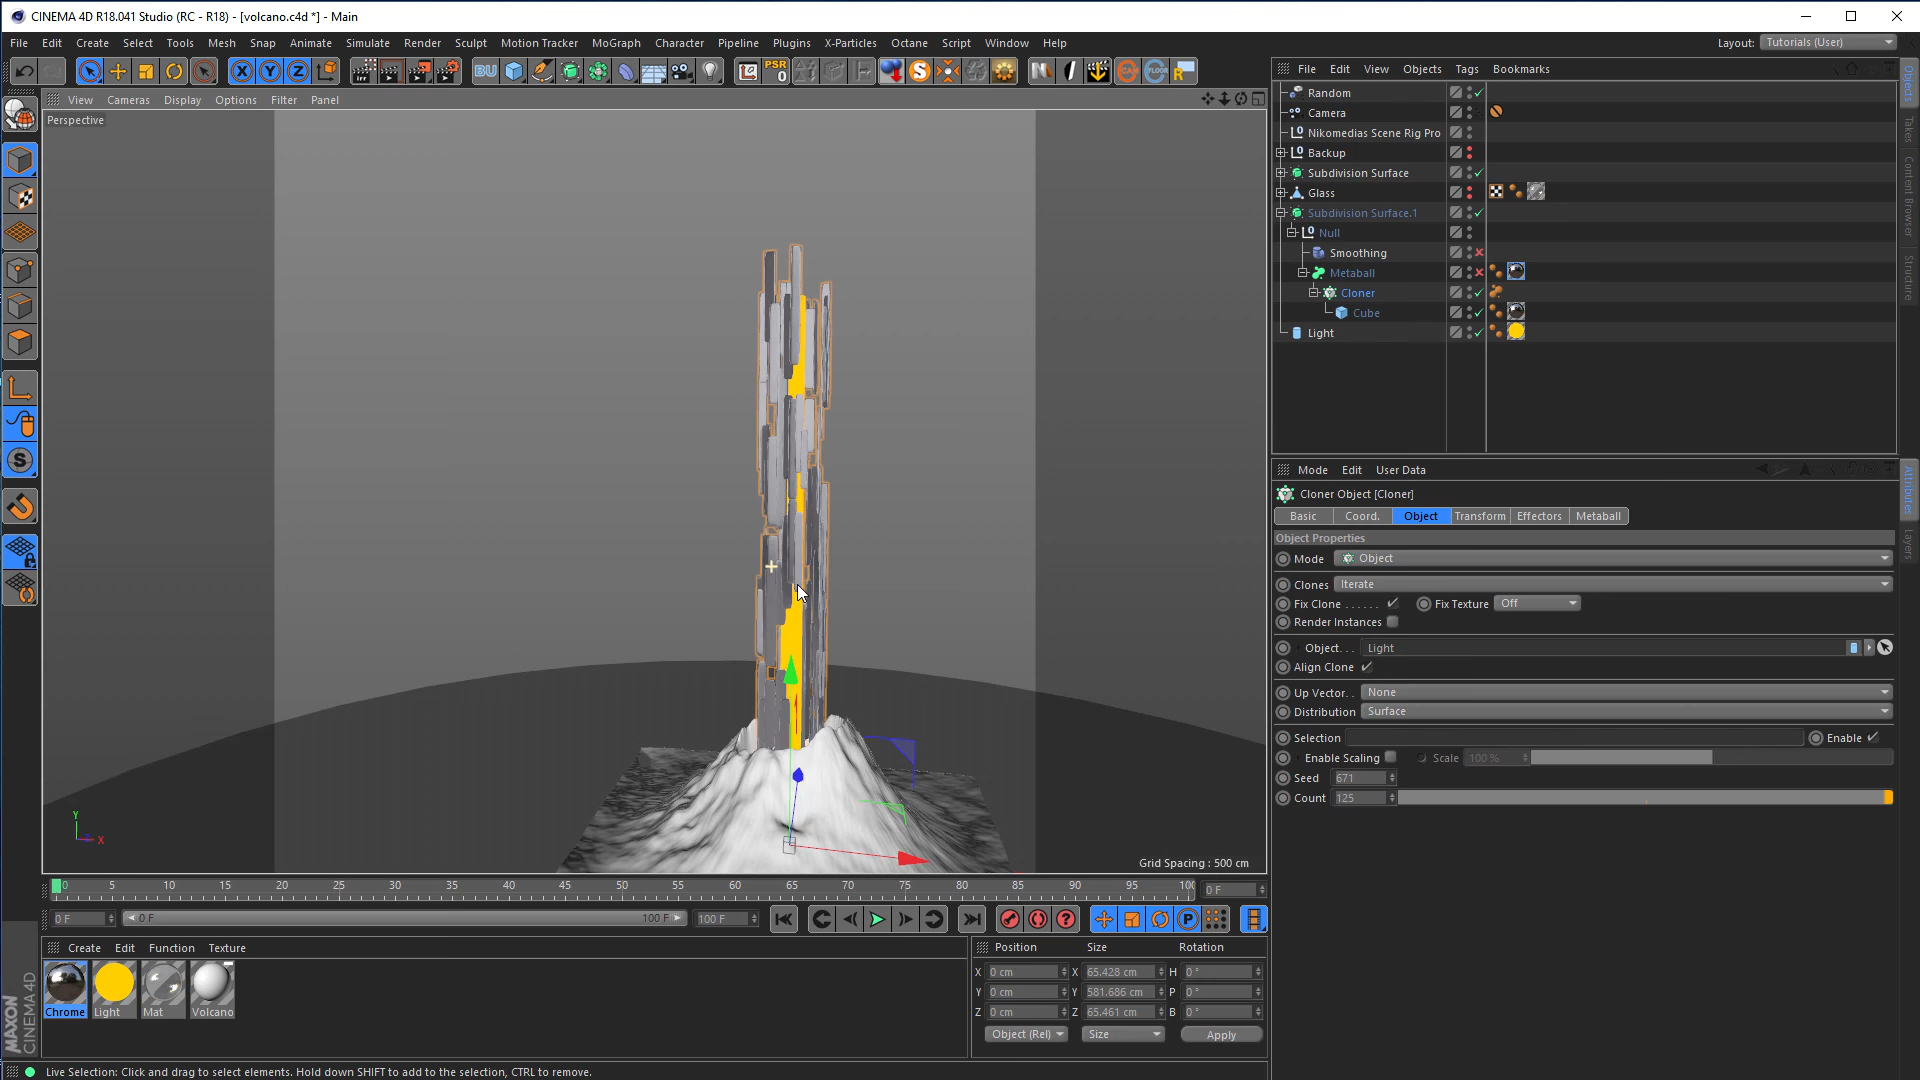 CINEMA 4D R18.041 Studio (RC - R18) - [volcano.c4d *] - Main
File Edit Create Select Tools Mesh Snap Animate Simulate Render Sculpt Motion Tracker MoGraph Character Pipeline Plugins X-Particles Octane Script Window Help
Layout: Tutorials (User)
X Y Z BU PSR 0
View Cameras Display Options Filter Panel
Perspective
Grid Spacing : 500 cm
Y X
File Edit View Objects Tags Bookmarks
Random
Camera
Nikomedias Scene Rig Pro
Backup
Subdivision Surface
Glass
Subdivision Surface.1
Null
Smoothing
Metaball
Cloner
Cube
Light
Objects
Takes
Content Browser
Structure
Mode Edit User Data
Cloner Object [Cloner]
Basic Coord. Object Transform Effectors Metaball
Object Properties
Mode Object
Clones Iterate
Fix Clone . . . . . . Fix Texture Off
Render Instances
Object. . . Light
Align Clone
Up Vector. . None
Distribution Surface
Selection Enable
Enable Scaling Scale 100 %
Seed 671
Count 125
Attributes
Layers
0 5 10 15 20 25 30 35 40 45 50 55 60 65 70 75 80 85 90 95 100 0 F
0 F 0 F 100 F 100 F
Create Edit Function Texture
Chrome Light Mat Volcano
Position Size Rotation
X 0 cm X 65.428 cm H 0 °
Y 0 cm Y 581.686 cm P 0 °
Z 0 cm Z 65.461 cm B 0 °
Object (Rel) Size Apply
MAXON CINEMA 4D
Live Selection: Click and drag to select elements. Hold down SHIFT to add to the selection, CTRL to remove.